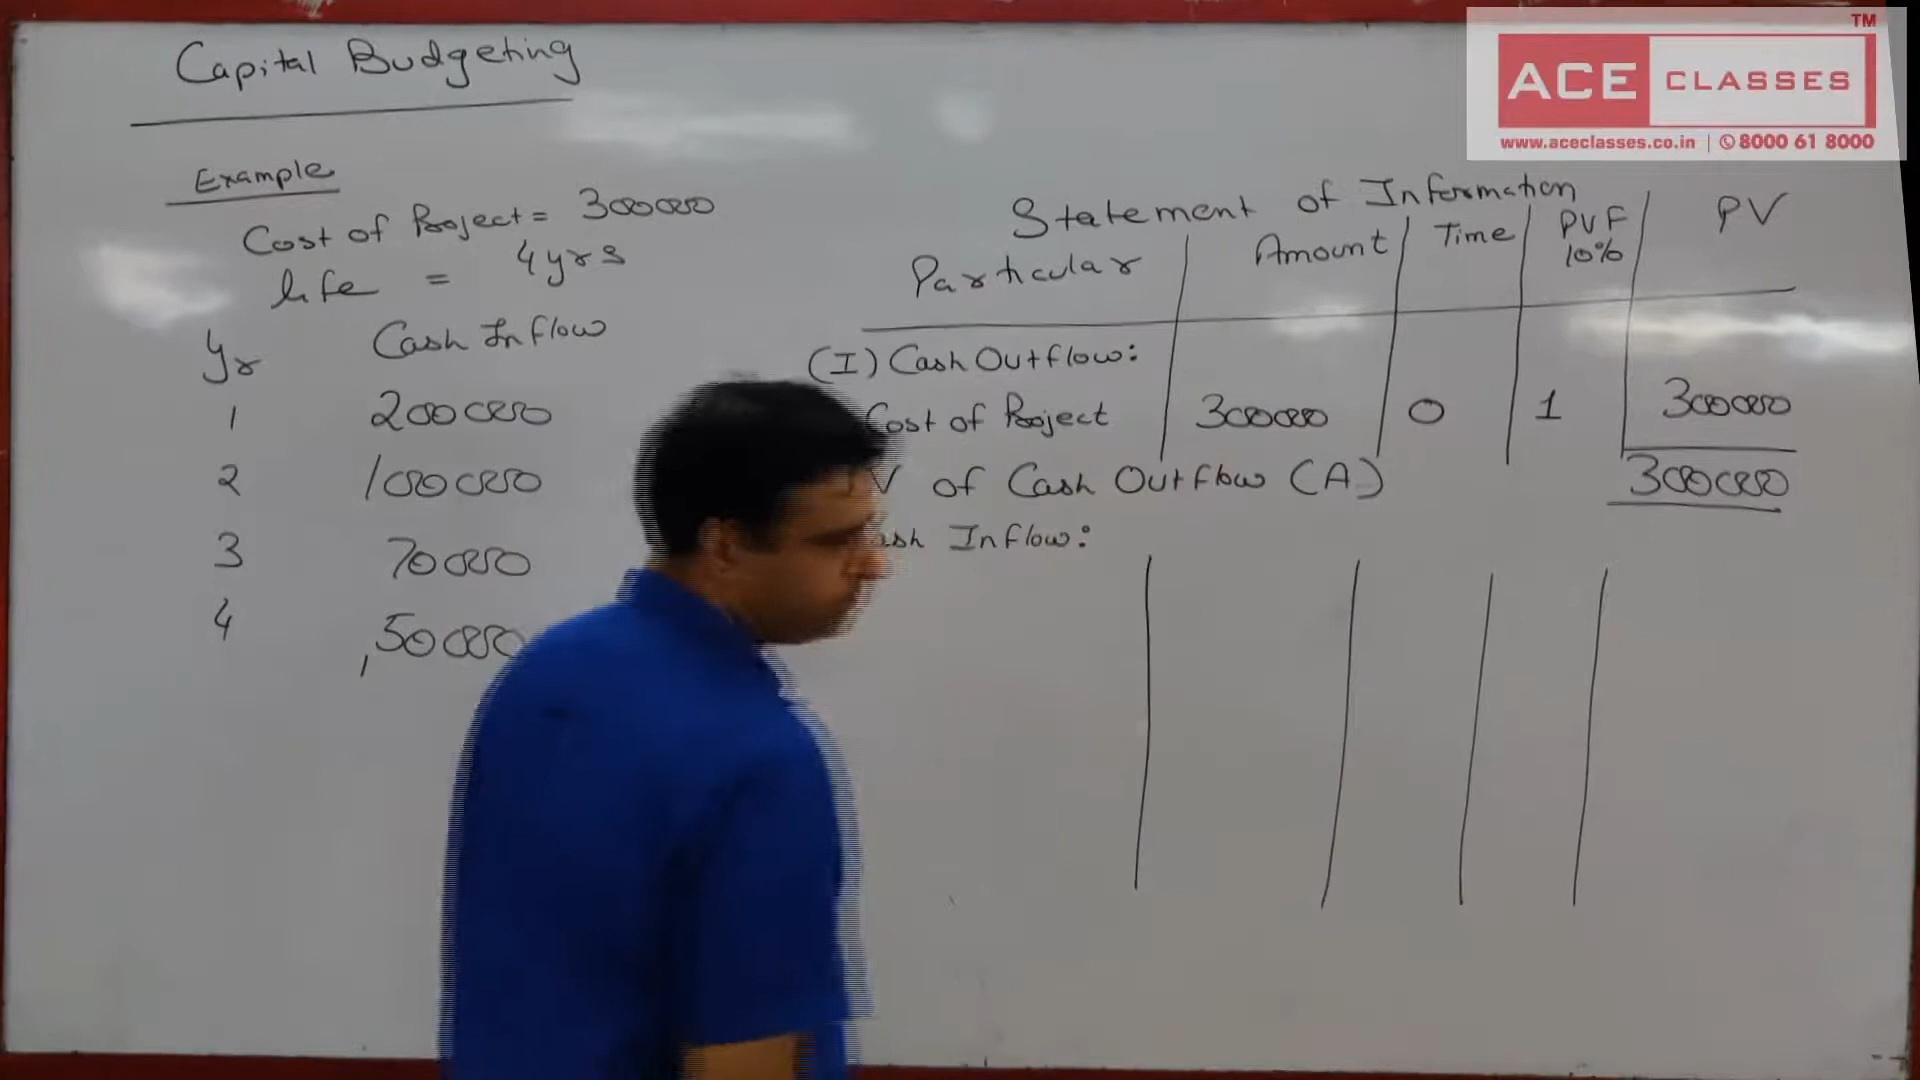 Capital Budgeting
Example
Cost of Project = 300000
life = 4 yrs
Yr Cash Inflow
1 200000
2 100000
3 70000
4 50000
TM
ACE CLASSES
www.aceclasses.co.in | 8000 61 8000
Statement of Information
Particular Amount Time PVF 10% PV
(I) Cash Outflow:
Cost of Project 300000 0 1 300000
of Cash Outflow (A) 300000
Inflow: